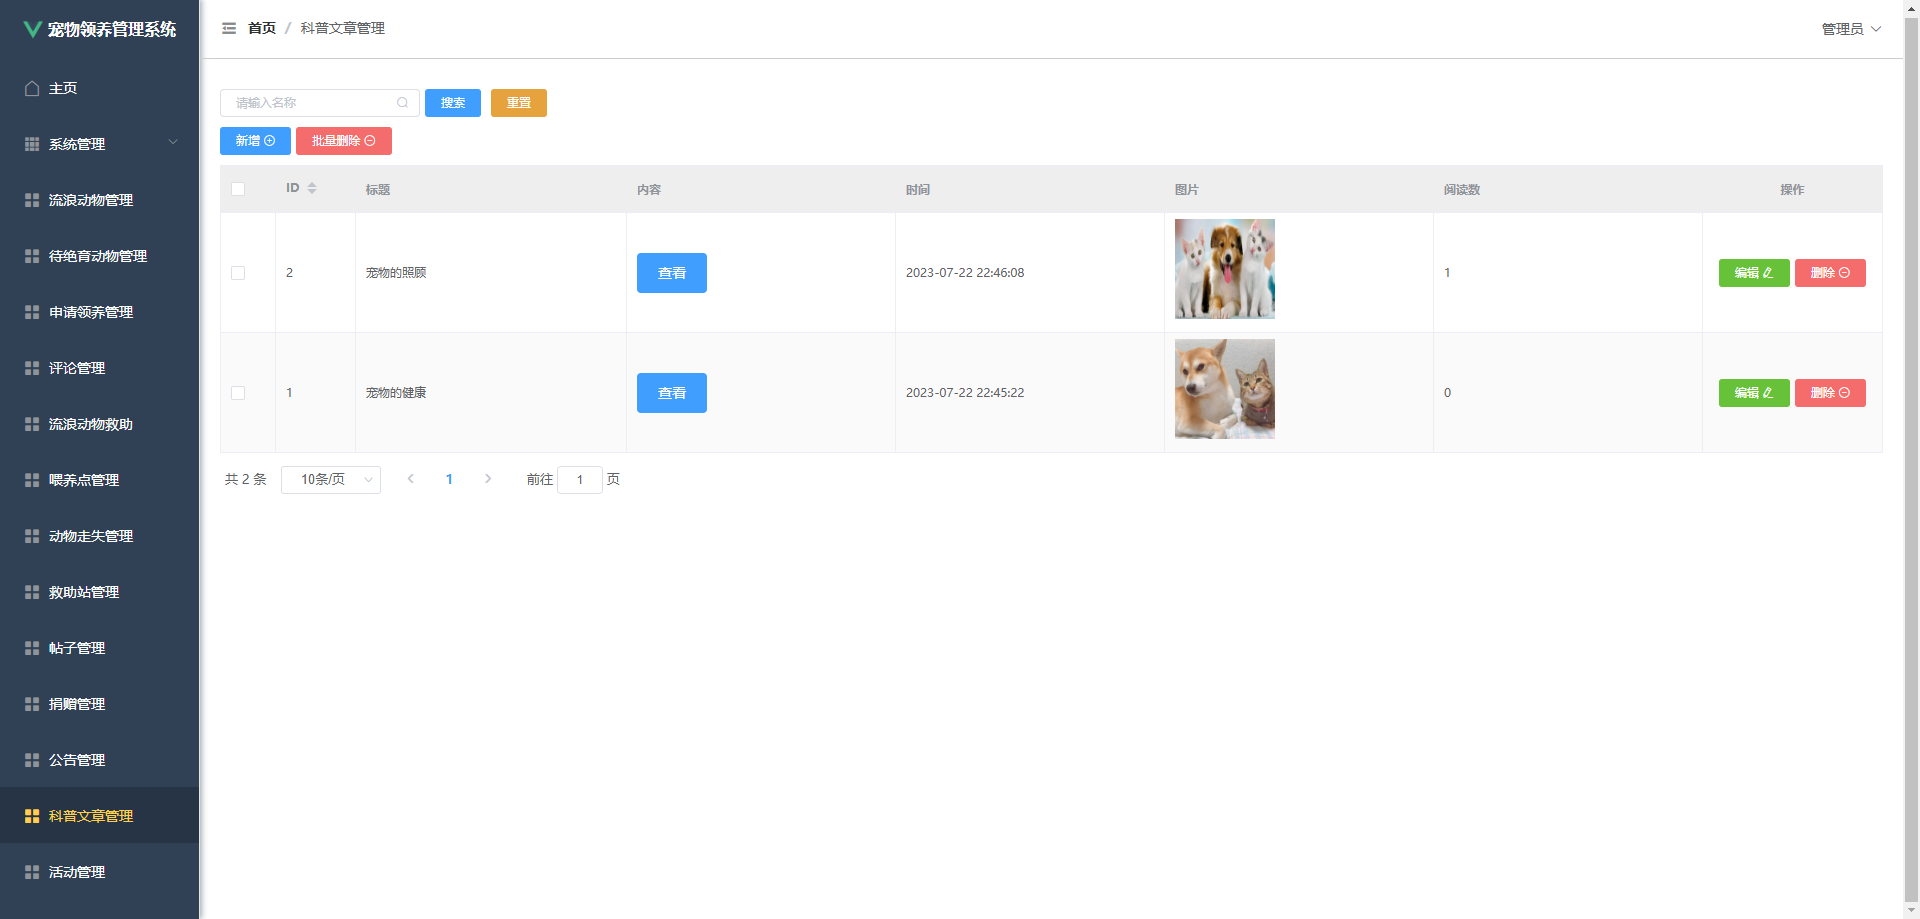 宠物领养管理系统
首页 / 科普文章管理
管理员
主页
系统管理
流浪动物管理
待绝育动物管理
申请领养管理
评论管理
流浪动物救助
喂养点管理
动物走失管理
救助站管理
帖子管理
捐赠管理
公告管理
科普文章管理
活动管理
请输入名称 搜索 重置
新增 批量删除
ID 标题 内容 时间 图片 阅读数 操作
2 宠物的照顾 查看 2023-07-22 22:46:08 1 编辑 删除
1 宠物的健康 查看 2023-07-22 22:45:22 0 编辑 删除
共 2 条 10条/页 1 前往 1 页